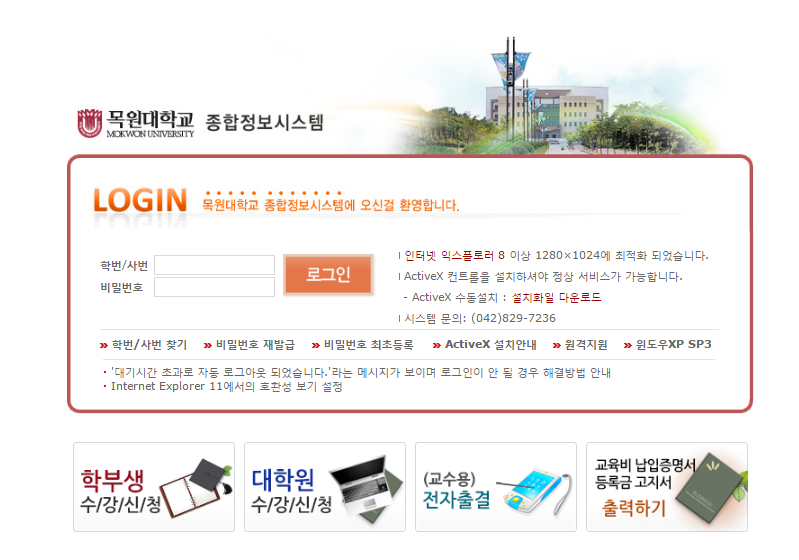 목원대학교 종합정보시스템
MOKWON UNIVERSITY
LOGIN 목원대학교 종합정보시스템에 오신걸 환영합니다.
학번/사번
비밀번호
로그인
인터넷 익스플로러 8 이상 1280×1024에 최적화 되었습니다.
ActiveX 컨트롤을 설치하셔야 정상 서비스가 가능합니다.
- ActiveX 수동설치 : 설치화일 다운로드
시스템 문의: (042)829-7236
» 학번/사번 찾기 » 비밀번호 재발급 » 비밀번호 최초등록 » ActiveX 설치안내 » 원격지원 » 윈도우XP SP3
'대기시간 초과로 자동 로그아웃 되었습니다.'라는 메시지가 보이며 로그인이 안 될 경우 해결방법 안내
Internet Explorer 11에서의 호환성 보기 설정
학부생
수/강/신/청
대학원
수/강/신/청
(교수용)
전자출결
교육비 납입증명서
등록금 고지서
출력하기